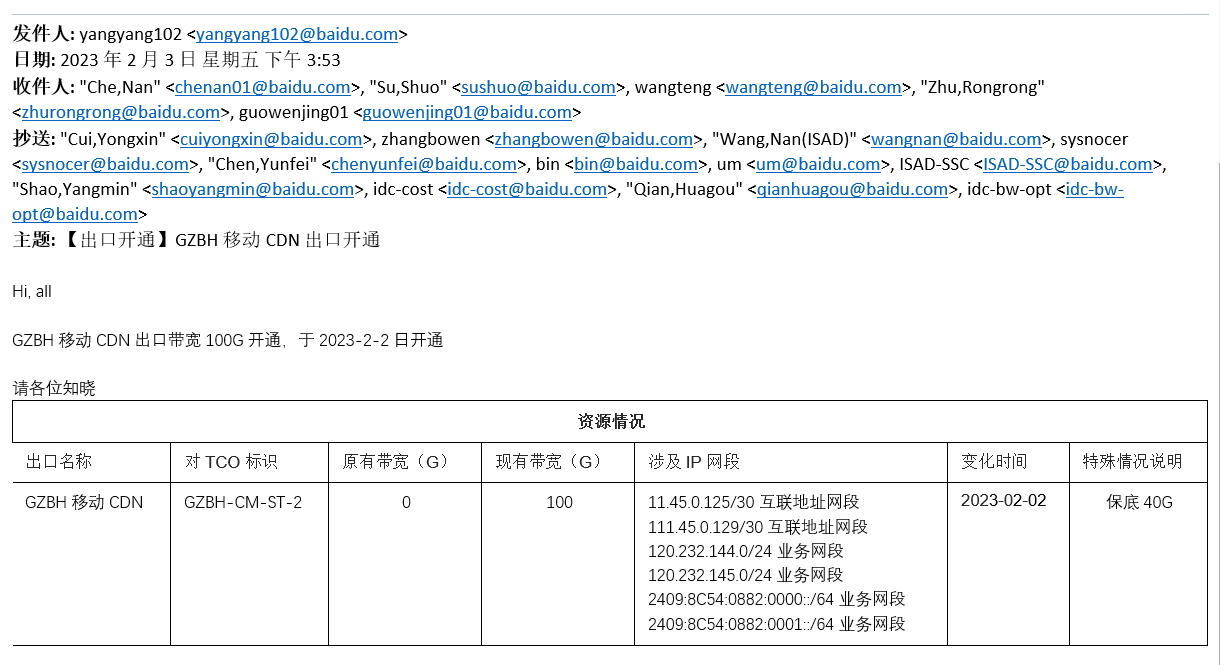 发件人: yangyang102 <yangyang102@baidu.com>
日期: 2023 年 2 月 3 日 星期五 下午 3:53
收件人: "Che,Nan" <chenan01@baidu.com>, "Su,Shuo" <sushuo@baidu.com>, wangteng <wangteng@baidu.com>, "Zhu,Rongrong"
<zhurongrong@baidu.com>, guowenjing01 <guowenjing01@baidu.com>
抄送: "Cui,Yongxin" <cuiyongxin@baidu.com>, zhangbowen <zhangbowen@baidu.com>, "Wang,Nan(ISAD)" <wangnan@baidu.com>, sysnocer
<sysnocer@baidu.com>, "Chen,Yunfei" <chenyunfei@baidu.com>, bin <bin@baidu.com>, um <um@baidu.com>, ISAD-SSC <ISAD-SSC@baidu.com>,
"Shao,Yangmin" <shaoyangmin@baidu.com>, idc-cost <idc-cost@baidu.com>, "Qian,Huagou" <qianhuagou@baidu.com>, idc-bw-opt <idc-bw-
opt@baidu.com>
主题: 【出口开通】GZBH 移动 CDN 出口开通
Hi, all
GZBH 移动 CDN 出口带宽 100G 开通，于 2023-2-2 日开通
请各位知晓
资源情况
出口名称 对 TCO 标识 原有带宽（G） 现有带宽（G） 涉及 IP 网段 变化时间 特殊情况说明
GZBH 移动 CDN GZBH-CM-ST-2 0 100 11.45.0.125/30 互联地址网段 2023-02-02 保底 40G
111.45.0.129/30 互联地址网段
120.232.144.0/24 业务网段
120.232.145.0/24 业务网段
2409:8C54:0882:0000::/64 业务网段
2409:8C54:0882:0001::/64 业务网段